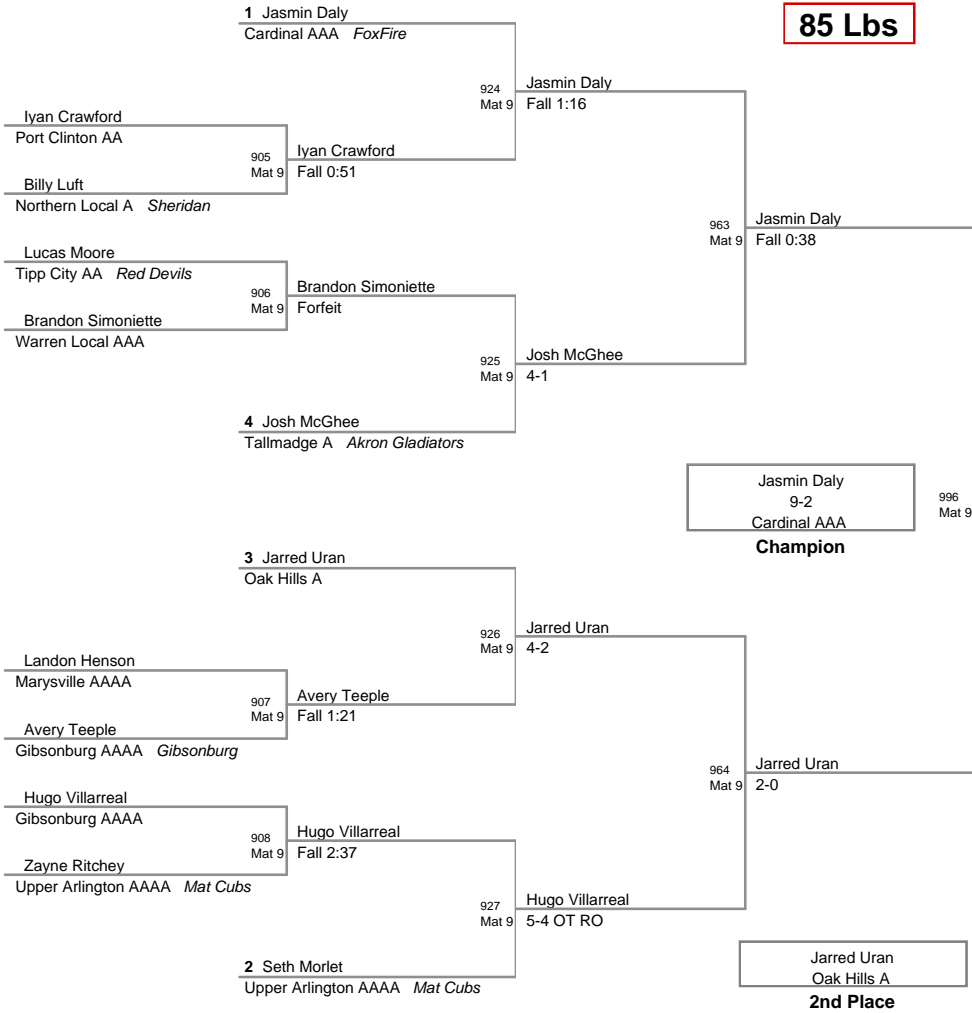 1 Jasmin Daly
85 Lbs
Cardinal AAA FoxFire
924 Jasmin Daly
Mat 9 Fall 1:16
Iyan Crawford
Port Clinton AA
905 Iyan Crawford
Mat 9 Fall 0:51
Billy Luft
Northern Local A Sheridan
963 Jasmin Daly
Mat 9 Fall 0:38
Lucas Moore
Tipp City AA Red Devils
906 Brandon Simoniette
Mat 9 Forfeit
Brandon Simoniette
Warren Local AAA
925 Josh McGhee
Mat 9 4-1
4 Josh McGhee
Tallmadge A Akron Gladiators
Jasmin Daly
9-2
Cardinal AAA
996
Mat 9
Champion
3 Jarred Uran
Oak Hills A
926 Jarred Uran
Mat 9 4-2
Landon Henson
Marysville AAAA
907 Avery Teeple
Mat 9 Fall 1:21
Avery Teeple
Gibsonburg AAAA Gibsonburg
964 Jarred Uran
Mat 9 2-0
Hugo Villarreal
Gibsonburg AAAA
908 Hugo Villarreal
Mat 9 Fall 2:37
Zayne Ritchey
Upper Arlington AAAA Mat Cubs
927 Hugo Villarreal
Mat 9 5-4 OT RO
2 Seth Morlet
Upper Arlington AAAA Mat Cubs
Jarred Uran
Oak Hills A
2nd Place